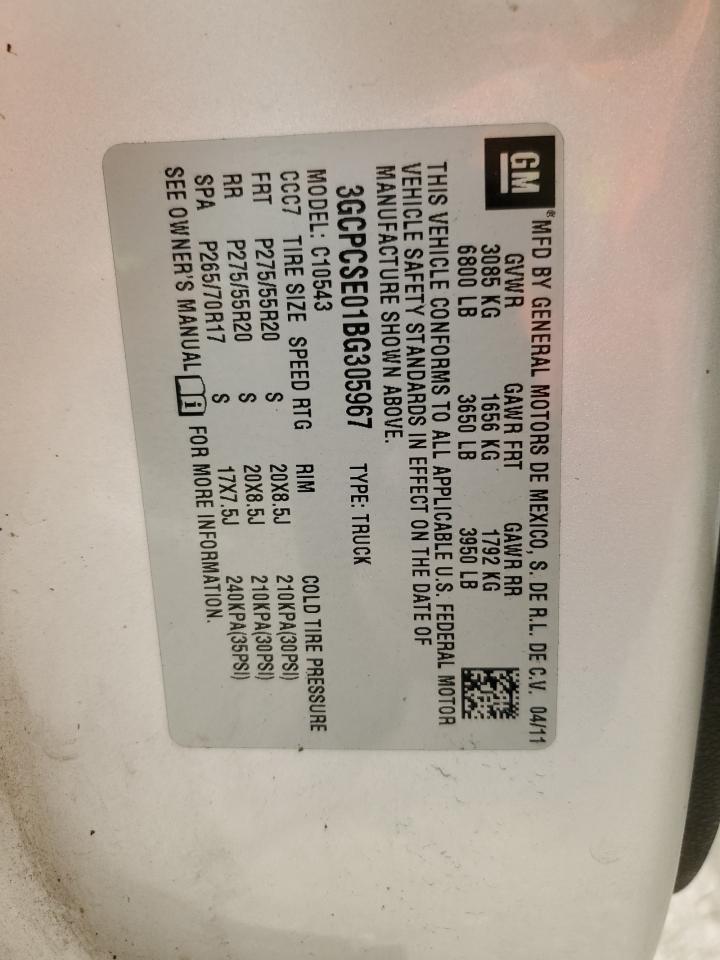 GM
® MFD BY GENERAL MOTORS DE MEXICO, S. DE R.L. DE C.V. 04/11
GVWR GAWR FRT GAWR RR
3085 KG 1656 KG 1792 KG
6800 LB 3650 LB 3950 LB
THIS VEHICLE CONFORMS TO ALL APPLICABLE U.S. FEDERAL MOTOR
VEHICLE SAFETY STANDARDS IN EFFECT ON THE DATE OF
MANUFACTURE SHOWN ABOVE.
3GCPCSE01BG305967 TYPE: TRUCK
MODEL: C10543
CCC7 TIRE SIZE SPEED RTG RIM COLD TIRE PRESSURE
FRT P275/55R20 S 20X8.5J 210KPA(30PSI)
RR P275/55R20 S 20X8.5J 210KPA(30PSI)
SPA P265/70R17 S 17X7.5J 240KPA(35PSI)
SEE OWNER'S MANUAL i FOR MORE INFORMATION.